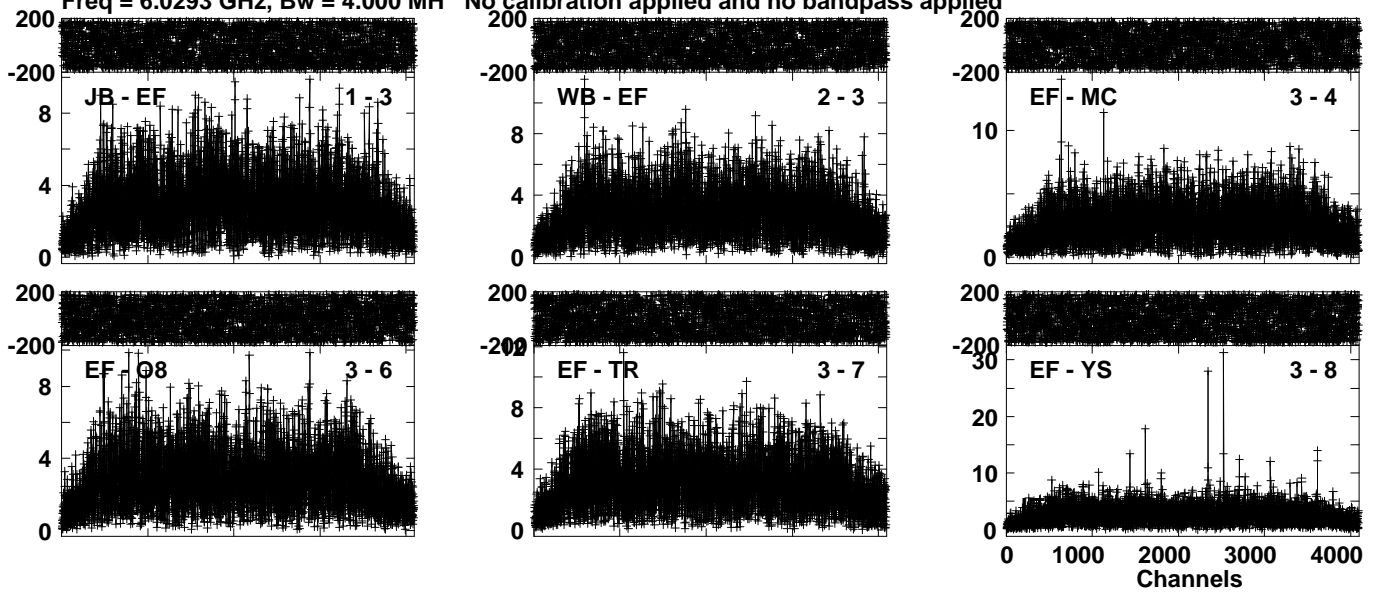 Freq = 6.0293 GHz, Bw = 4.000 MH No calibration applied and no bandpass applied
200 200 200
-200 -200 -200
JB - EF 1 - 3 WB - EF 2 - 3 EF - MC 3 - 4
8 8 10
4 4
0 0 0
200 200 200
-200 -200 12 -200
EF - O8 3 - 6 EF - TR 3 - 7 EF - YS 3 - 8
30
8 8 20
4 4 10
0 0 0
0 1000 2000 3000 4000
Channels